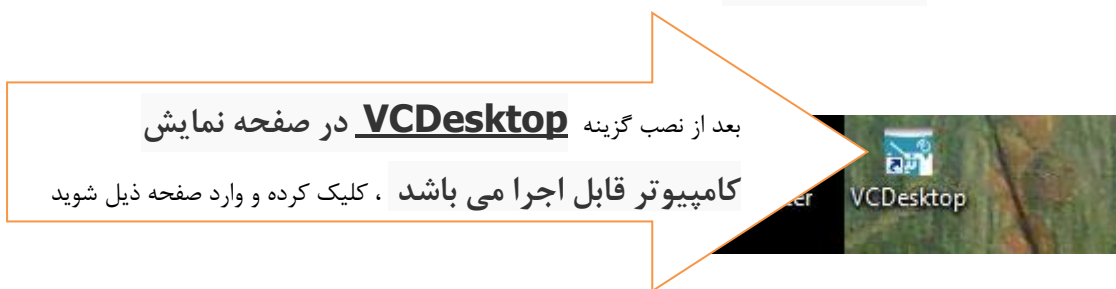 بعد از نصب گزینه VCDesktop در صفحه نمایش
کامپیوتر قابل اجرا می باشد ، کلیک کرده و وارد صفحه ذیل شوید
VCDesktop